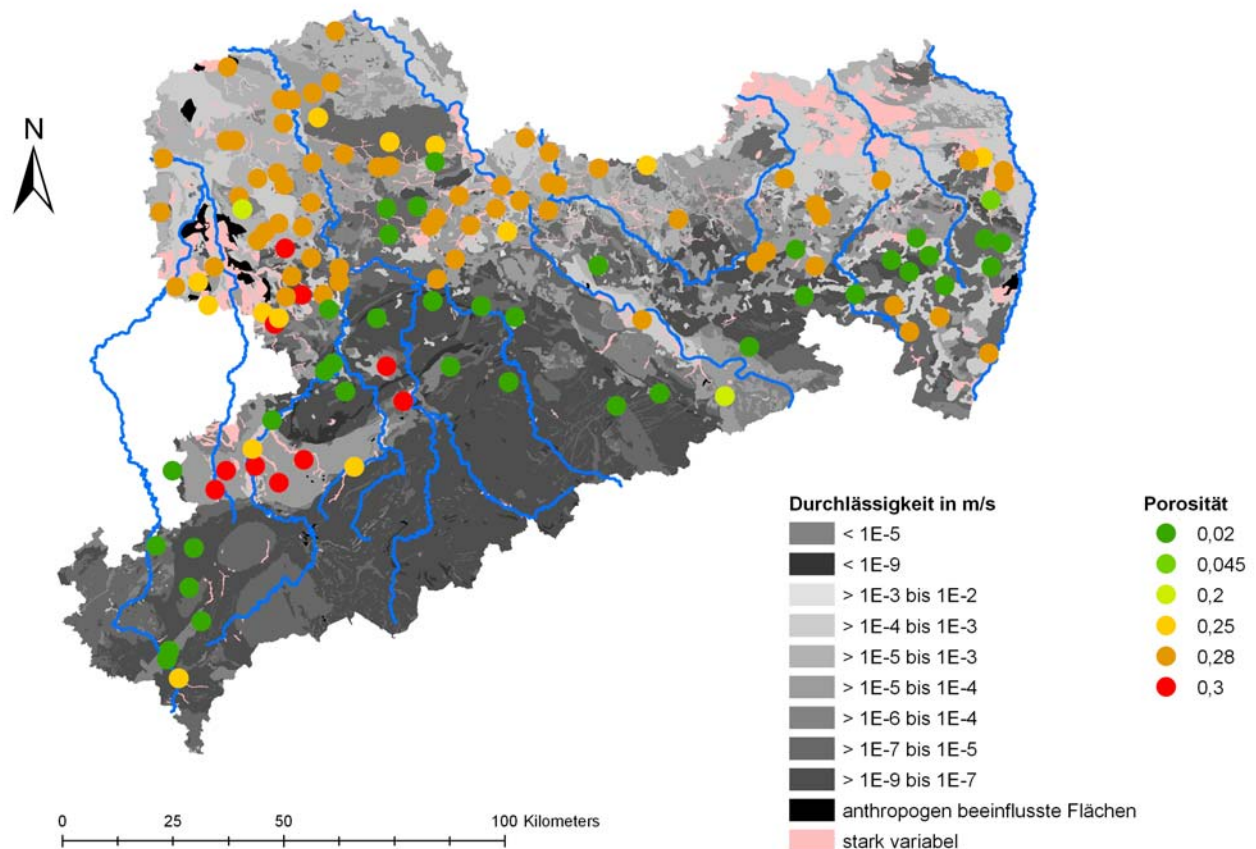 N
Durchlässigkeit in m/s
< 1E-5
< 1E-9
> 1E-3 bis 1E-2
> 1E-4 bis 1E-3
> 1E-5 bis 1E-3
> 1E-5 bis 1E-4
> 1E-6 bis 1E-4
> 1E-7 bis 1E-5
> 1E-9 bis 1E-7
anthropogen beeinflusste Flächen
stark variabel
Porosität
0,02
0,045
0,2
0,25
0,28
0,3
0 25 50 100 Kilometers